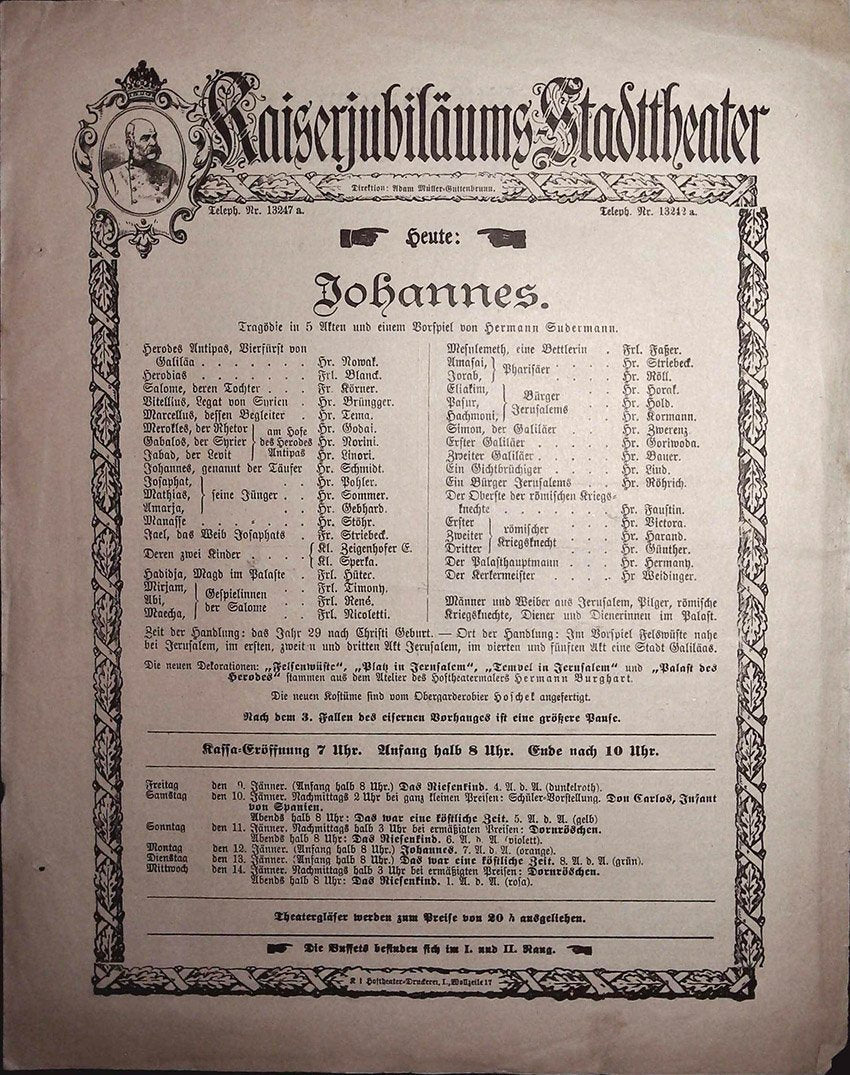 Kaiserjubiläums-Stadttheater
Direktion: Adam Müller-Guttenbrunn.
Teleph. Nr. 13247 a. Teleph. Nr. 13242 a.
Heute:
Johannes.
Tragödie in 5 Akten und einem Vorspiel von Hermann Sudermann.
Herodes Antipas, Vierfürst von
Galiläa . . . . . . . Hr. Nowak.
Herodias . . . . . . . Frl. Blanck.
Salome, deren Tochter . . . Fr. Körner.
Vitellius, Legat von Syrien . Hr. Brüngger.
Marcellus, dessen Begleiter . Hr. Tema.
Merokles, der Rhetor } am Hofe Hr. Godai.
Gabalos, der Syrier } des Herodes Hr. Norini.
Jabad, der Levit } Antipas Hr. Linori.
Johannes, genannt der Täufer Hr. Schmidt.
Josaphat, } Hr. Pohler.
Mathias, } seine Jünger . . Hr. Sommer.
Amarja, } Hr. Gebhard.
Manasse . . . . . . . Hr. Stöhr.
Jael, das Weib Josaphats . Fr. Striebeck.
Deren zwei Kinder . . . . { Kl. Zeigenhofer E.
{ Kl. Sperka.
Hadidja, Magd im Palaste . Frl. Hüter.
Mirjam, } Gespielinnen . . Frl. Timony.
Abi, } der Salome . . Frl. René.
Maecha, } . . Frl. Nicoletti.
Mesulemeth, eine Bettlerin . Frl. Faßer.
Amasai, } Pharisäer . . . . Hr. Striebeck.
Jorab, } Hr. Röll.
Eliakim, } Bürger . . . Hr. Horak.
Pasur, } Jerusalems . . . Hr. Hold.
Hachmoni, } Hr. Kormann.
Simon, der Galiläer . . . Hr. Zwerenz.
Erster Galiläer . . . . . Hr. Goriwoda.
Zweiter Galiläer . . . . . Hr. Bauer.
Ein Gichtbrüchiger . . . . Hr. Lind.
Ein Bürger Jerusalems . . . Hr. Röhrich.
Der Oberste der römischen Kriegs-
knechte . . . . . . . Hr. Faustin.
Erster } römischer . . . Hr. Victora.
Zweiter } Kriegsknecht . . . Hr. Harand.
Dritter } . . . Hr. Günther.
Der Palasthauptmann . . . Hr. Hermany.
Der Kerkermeister . . . . Hr Weidinger.
Männer und Weiber aus Jerusalem, Pilger, römische
Kriegsknechte, Diener und Dienerinnen im Palast.
Zeit der Handlung: das Jahr 29 nach Christi Geburt. — Ort der Handlung: Im Vorspiel Felswüste nahe
bei Jerusalem, im ersten, zweiten und dritten Akt Jerusalem, im vierten und fünften Akt eine Stadt Galiläas.
Die neuen Dekorationen: „Felsenwüste“, „Platz in Jerusalem“, „Tempel in Jerusalem“ und „Palast des
Herodes“ stammen aus dem Atelier des Hoftheatermalers Hermann Burghart.
Die neuen Kostüme sind vom Obergarderobier Hoschek angefertigt.
Nach dem 3. Fallen des eisernen Vorhanges ist eine größere Pause.
Kassa-Eröffnung 7 Uhr. Anfang halb 8 Uhr. Ende nach 10 Uhr.
Freitag den 9. Jänner. (Anfang halb 8 Uhr.) Das Riesenkind. 4. A. d. A. (dunkelroth).
Samstag den 10. Jänner. Nachmittags 2 Uhr bei ganz kleinen Preisen: Schüler-Vorstellung. Don Carlos, Infant
von Spanien.
Abends halb 8 Uhr: Das war eine köstliche Zeit. 5. A. d. A. (gelb)
Sonntag den 11. Jänner. Nachmittags halb 3 Uhr bei ermäßigten Preisen: Dornröschen.
Abends halb 8 Uhr: Das Riesenkind. 6. A. d. A (violett).
Montag den 12. Jänner. (Anfang halb 8 Uhr.) Johannes. 7. A. d. A. (orange).
Dienstag den 13. Jänner. (Anfang halb 8 Uhr.) Das war eine köstliche Zeit. 8. A. d. A. (grün).
Mittwoch den 14. Jänner. Nachmittags halb 3 Uhr bei ermäßigten Preisen: Dornröschen.
Abends halb 8 Uhr: Das Riesenkind. 1. A. d. A. (rosa).
Theatergläser werden zum Preise von 20 h ausgeliehen.
Die Buffets befinden sich im I. und II. Rang.
K k Hoftheater-Druckerei, I., Wollzeile 17